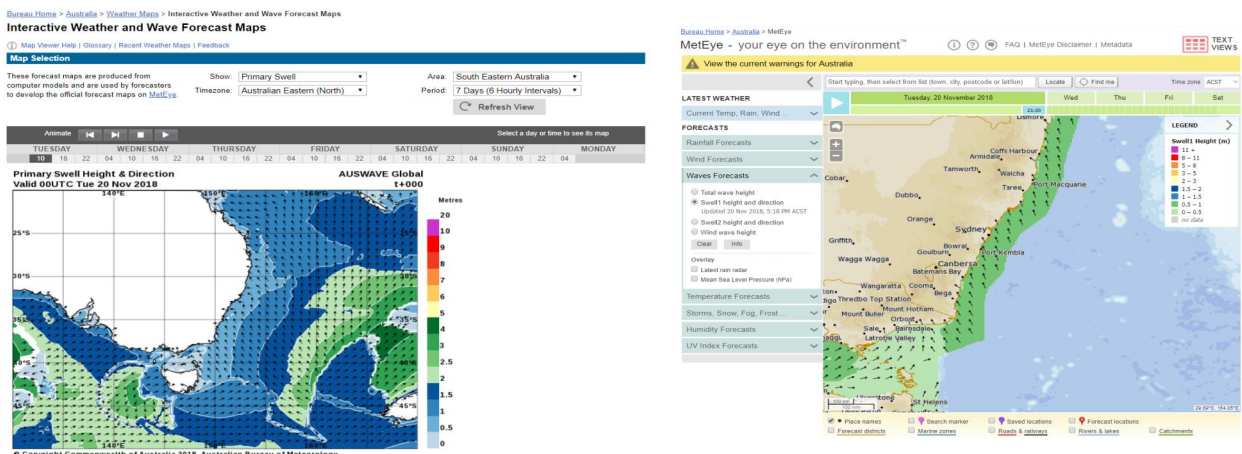 Bureau Home > Australia > Weather Maps > Interactive Weather and Wave Forecast Maps
Interactive Weather and Wave Forecast Maps
Map Viewer Help | Glossary | Recent Weather Maps | Feedback
Map Selection
These forecast maps are produced from
computer models and are used by forecasters
to develop the official forecast maps on MetEye.
Show: Primary Swell
Timezone: Australian Eastern (North)
Area: South Eastern Australia
Period: 7 Days (6 Hourly Intervals)
Refresh View
Animate
Select a day or time to see its map
TUESDAY WEDNESDAY THURSDAY FRIDAY SATURDAY SUNDAY MONDAY
10 16 22 04 10 16 22 04 10 16 22 04 10 16 22 04 10 16 22 04 10 16 22 04
Primary Swell Height & Direction
Valid 00UTC Tue 20 Nov 2018
AUSWAVE Global
t+000
140°E 150°E 160°E
25°S
30°S
35°S
40°S
45°S
45°S
140°E
Metres
20
10
9
8
7
6
5
4
3
2.5
2
1.5
1
0.5
0
© Copyright Commonwealth of Australia 2018, Australian Bureau of Meteorology
Bureau Home > Australia > MetEye
MetEye - your eye on the environment™
FAQ | MetEye Disclaimer | Metadata
TEXT
VIEWS
View the current warnings for Australia
Start typing, then select from list (town, city, postcode or lat/lon)
Locate
Find me
Time zone ACST
Tuesday, 20 November 2018 Wed Thu Fri Sat
21:30
LATEST WEATHER
Current Temp, Rain, Wind ...
FORECASTS
Rainfall Forecasts
Wind Forecasts
Waves Forecasts
Total wave height
Swell1 height and direction
Updated 20 Nov 2018, 5:18 PM ACST
Swell2 height and direction
Wind wave height
Clear Info
Overlay
Latest rain radar
Mean Sea Level Pressure (hPa)
Temperature Forecasts
Storms, Snow, Fog, Frost ...
Humidity Forecasts
UV Index Forecasts
Lismore
Coffs Harbour
Armidale
Tamworth
Walcha
Cobar
Taree
Port Macquarie
Dubbo
Orange
Sydney
Griffith
Bowral
Goulburn
Port Kembla
Wagga Wagga
Canberra
Batemans Bay
Wangaratta
Cooma
Bega
Thredbo Top Station
Mount Hotham
Mount Buller
Orbost
Sale
Bairnsdale
Latrobe Valley
St Helens
LEGEND
Swell1 Height (m)
11 +
8 – 11
5 – 8
3 – 5
2 – 3
1.5 – 2
1 – 1.5
0.5 – 1
0 – 0.5
no data
Place names
Search marker
Saved locations
Forecast locations
Forecast districts
Marine zones
Roads & railways
Rivers & lakes
Catchments